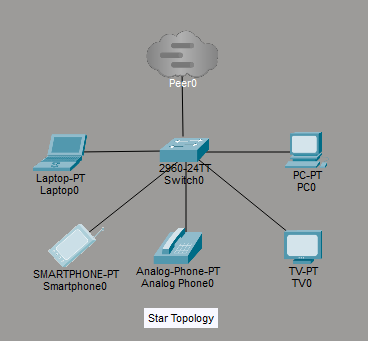 Peer0
2960-24TT
Switch0
Laptop-PT
Laptop0
PC-PT
PC0
SMARTPHONE-PT
Smartphone0
Analog-Phone-PT
Analog Phone0
TV-PT
TV0
Star Topology